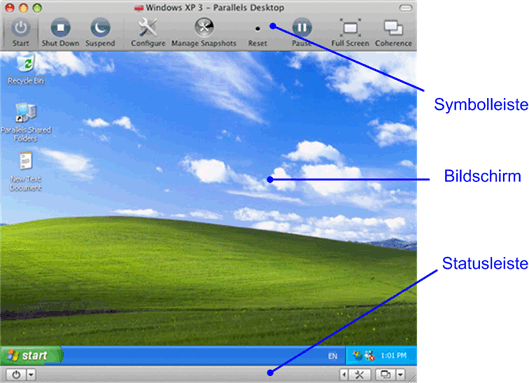 Windows XP 3 – Parallels Desktop
Start Shut Down Suspend Configure Manage Snapshots Reset Pause Full Screen Coherence
Recycle Bin
Symbolleiste
Parallels Shared
Folders
New Text
Document
Bildschirm
Statusleiste
start EN 1:01 PM